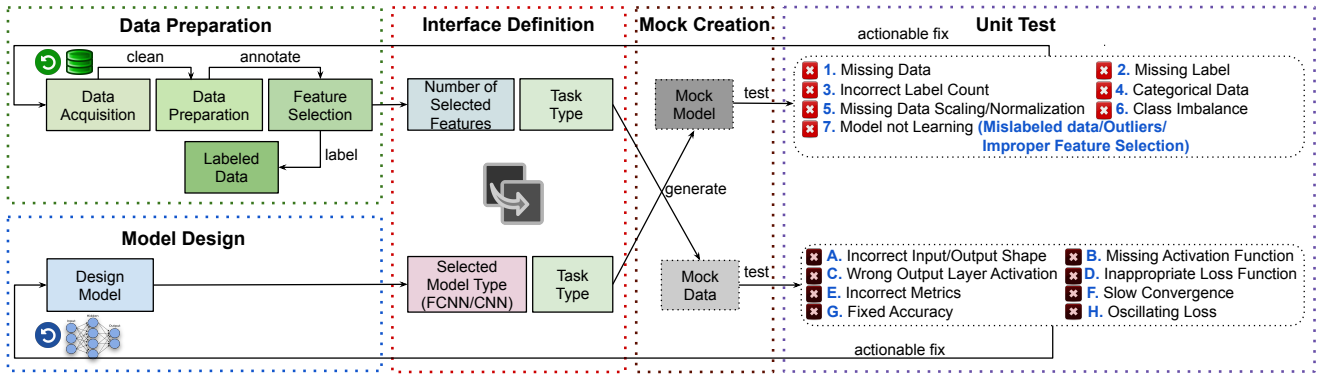 Data Preparation
clean
annotate
Data
Acquisition
Data
Preparation
Feature
Selection
label
Labeled
Data
Model Design
Design
Model
Input
Output
Interface Definition
Number of
Selected
Features
Task
Type
Selected
Model Type
(FCNN/CNN)
Task
Type
Mock Creation
Mock
Model
test
generate
Mock
Data
test
Unit Test
actionable fix
1. Missing Data
2. Missing Label
3. Incorrect Label Count
4. Categorical Data
5. Missing Data Scaling/Normalization
6. Class Imbalance
7. Model not Learning (Mislabeled data/Outliers/
Improper Feature Selection)
A. Incorrect Input/Output Shape
B. Missing Activation Function
C. Wrong Output Layer Activation
D. Inappropriate Loss Function
E. Incorrect Metrics
F. Slow Convergence
G. Fixed Accuracy
H. Oscillating Loss
actionable fix